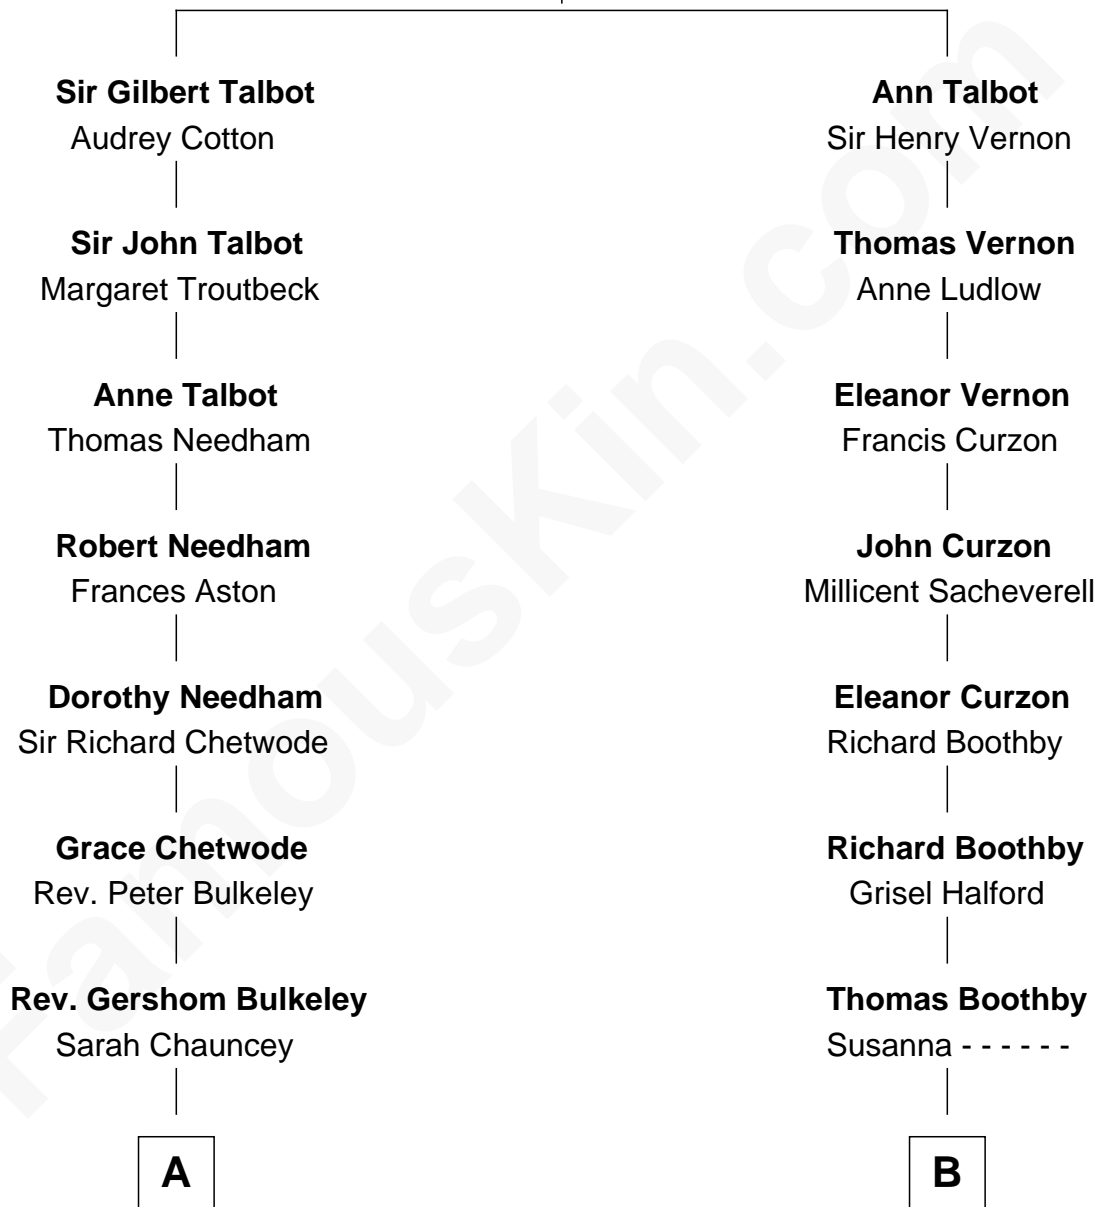 Sir Gilbert Talbot
Audrey Cotton
Sir John Talbot
Margaret Troutbeck
Anne Talbot
Thomas Needham
Robert Needham
Frances Aston
Dorothy Needham
Sir Richard Chetwode
Grace Chetwode
Rev. Peter Bulkeley
Rev. Gershom Bulkeley
Sarah Chauncey
A
Ann Talbot
Sir Henry Vernon
Thomas Vernon
Anne Ludlow
Eleanor Vernon
Francis Curzon
John Curzon
Millicent Sacheverell
Eleanor Curzon
Richard Boothby
Richard Boothby
Grisel Halford
Thomas Boothby
Susanna - - - - - -
B
FamousKin.com